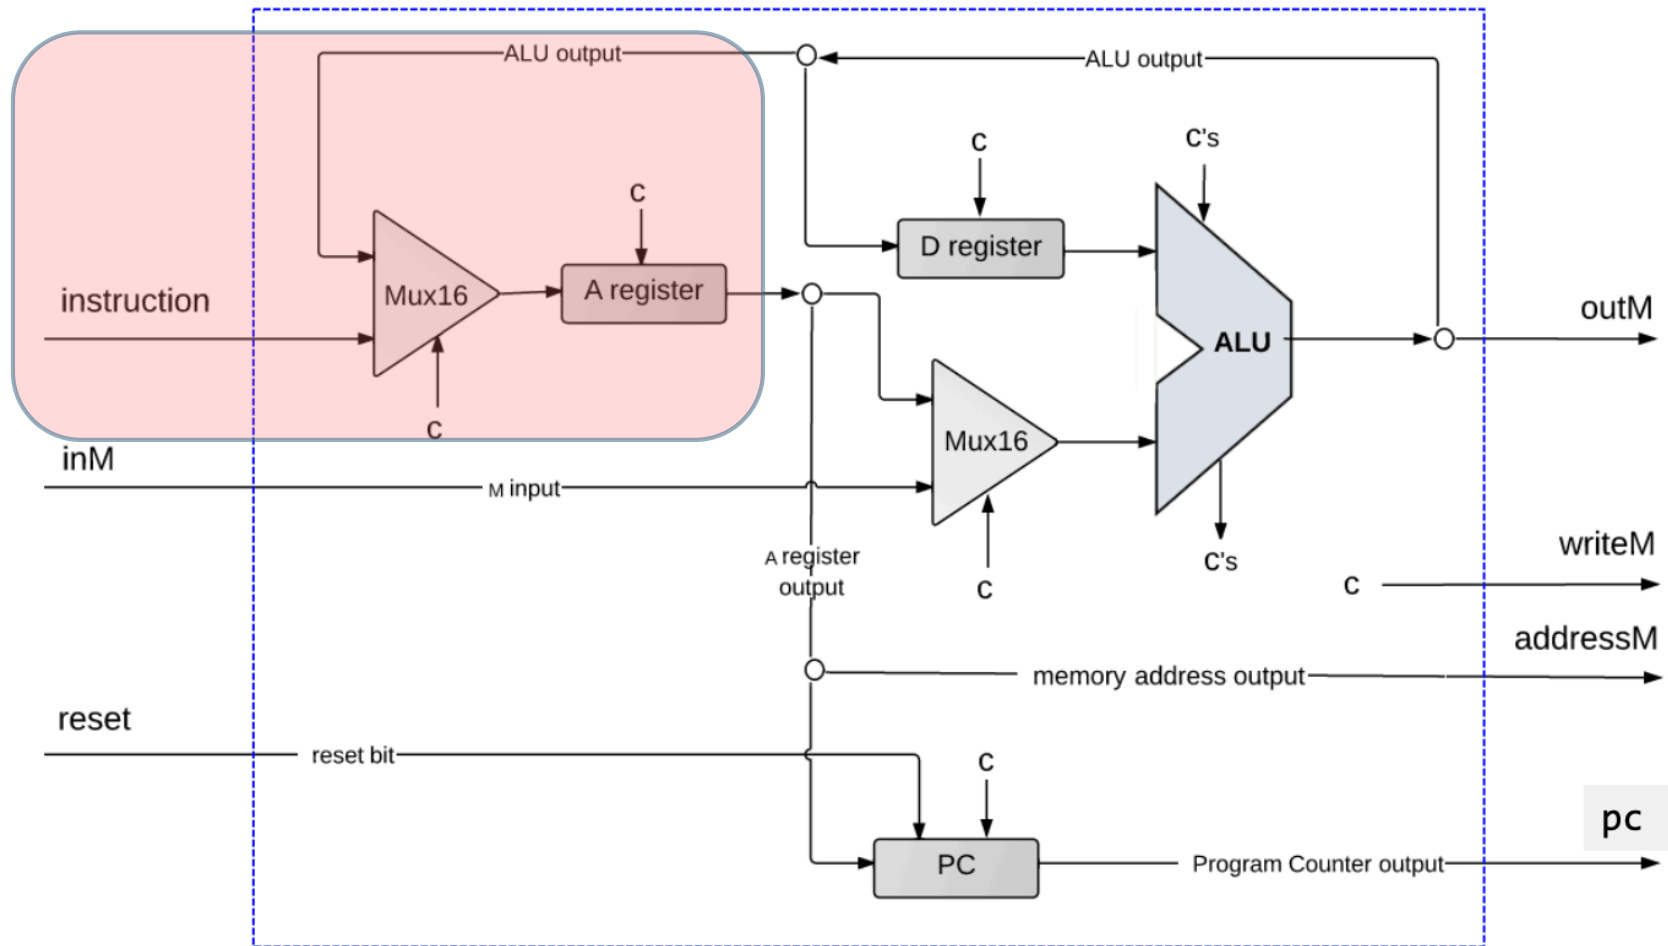 ALU output
ALU output
c
c's
c
D register
instruction
Mux16
A register
outM
ALU
c
inM
Mux16
M input
writeM
A register
output
c
c's
c
addressM
memory address output
reset
reset bit
c
pc
PC
Program Counter output